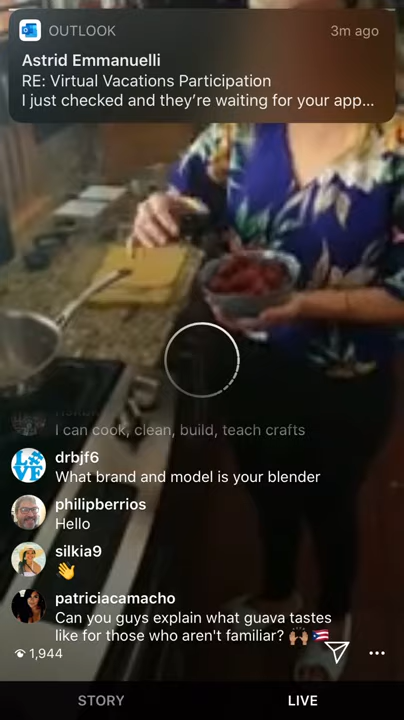 OUTLOOK
3m ago
Astrid Emmanuelli
RE: Virtual Vacations Participation
I just checked and they're waiting for your app...
I can cook, clean, build, teach crafts
drbjf6
What brand and model is your blender
philipberrios
Hello
silkia9
👋
patriciacamacho
Can you guys explain what guava tastes
like for those who aren't familiar? 🙌🏽 🇵🇷
1,944
STORY
LIVE